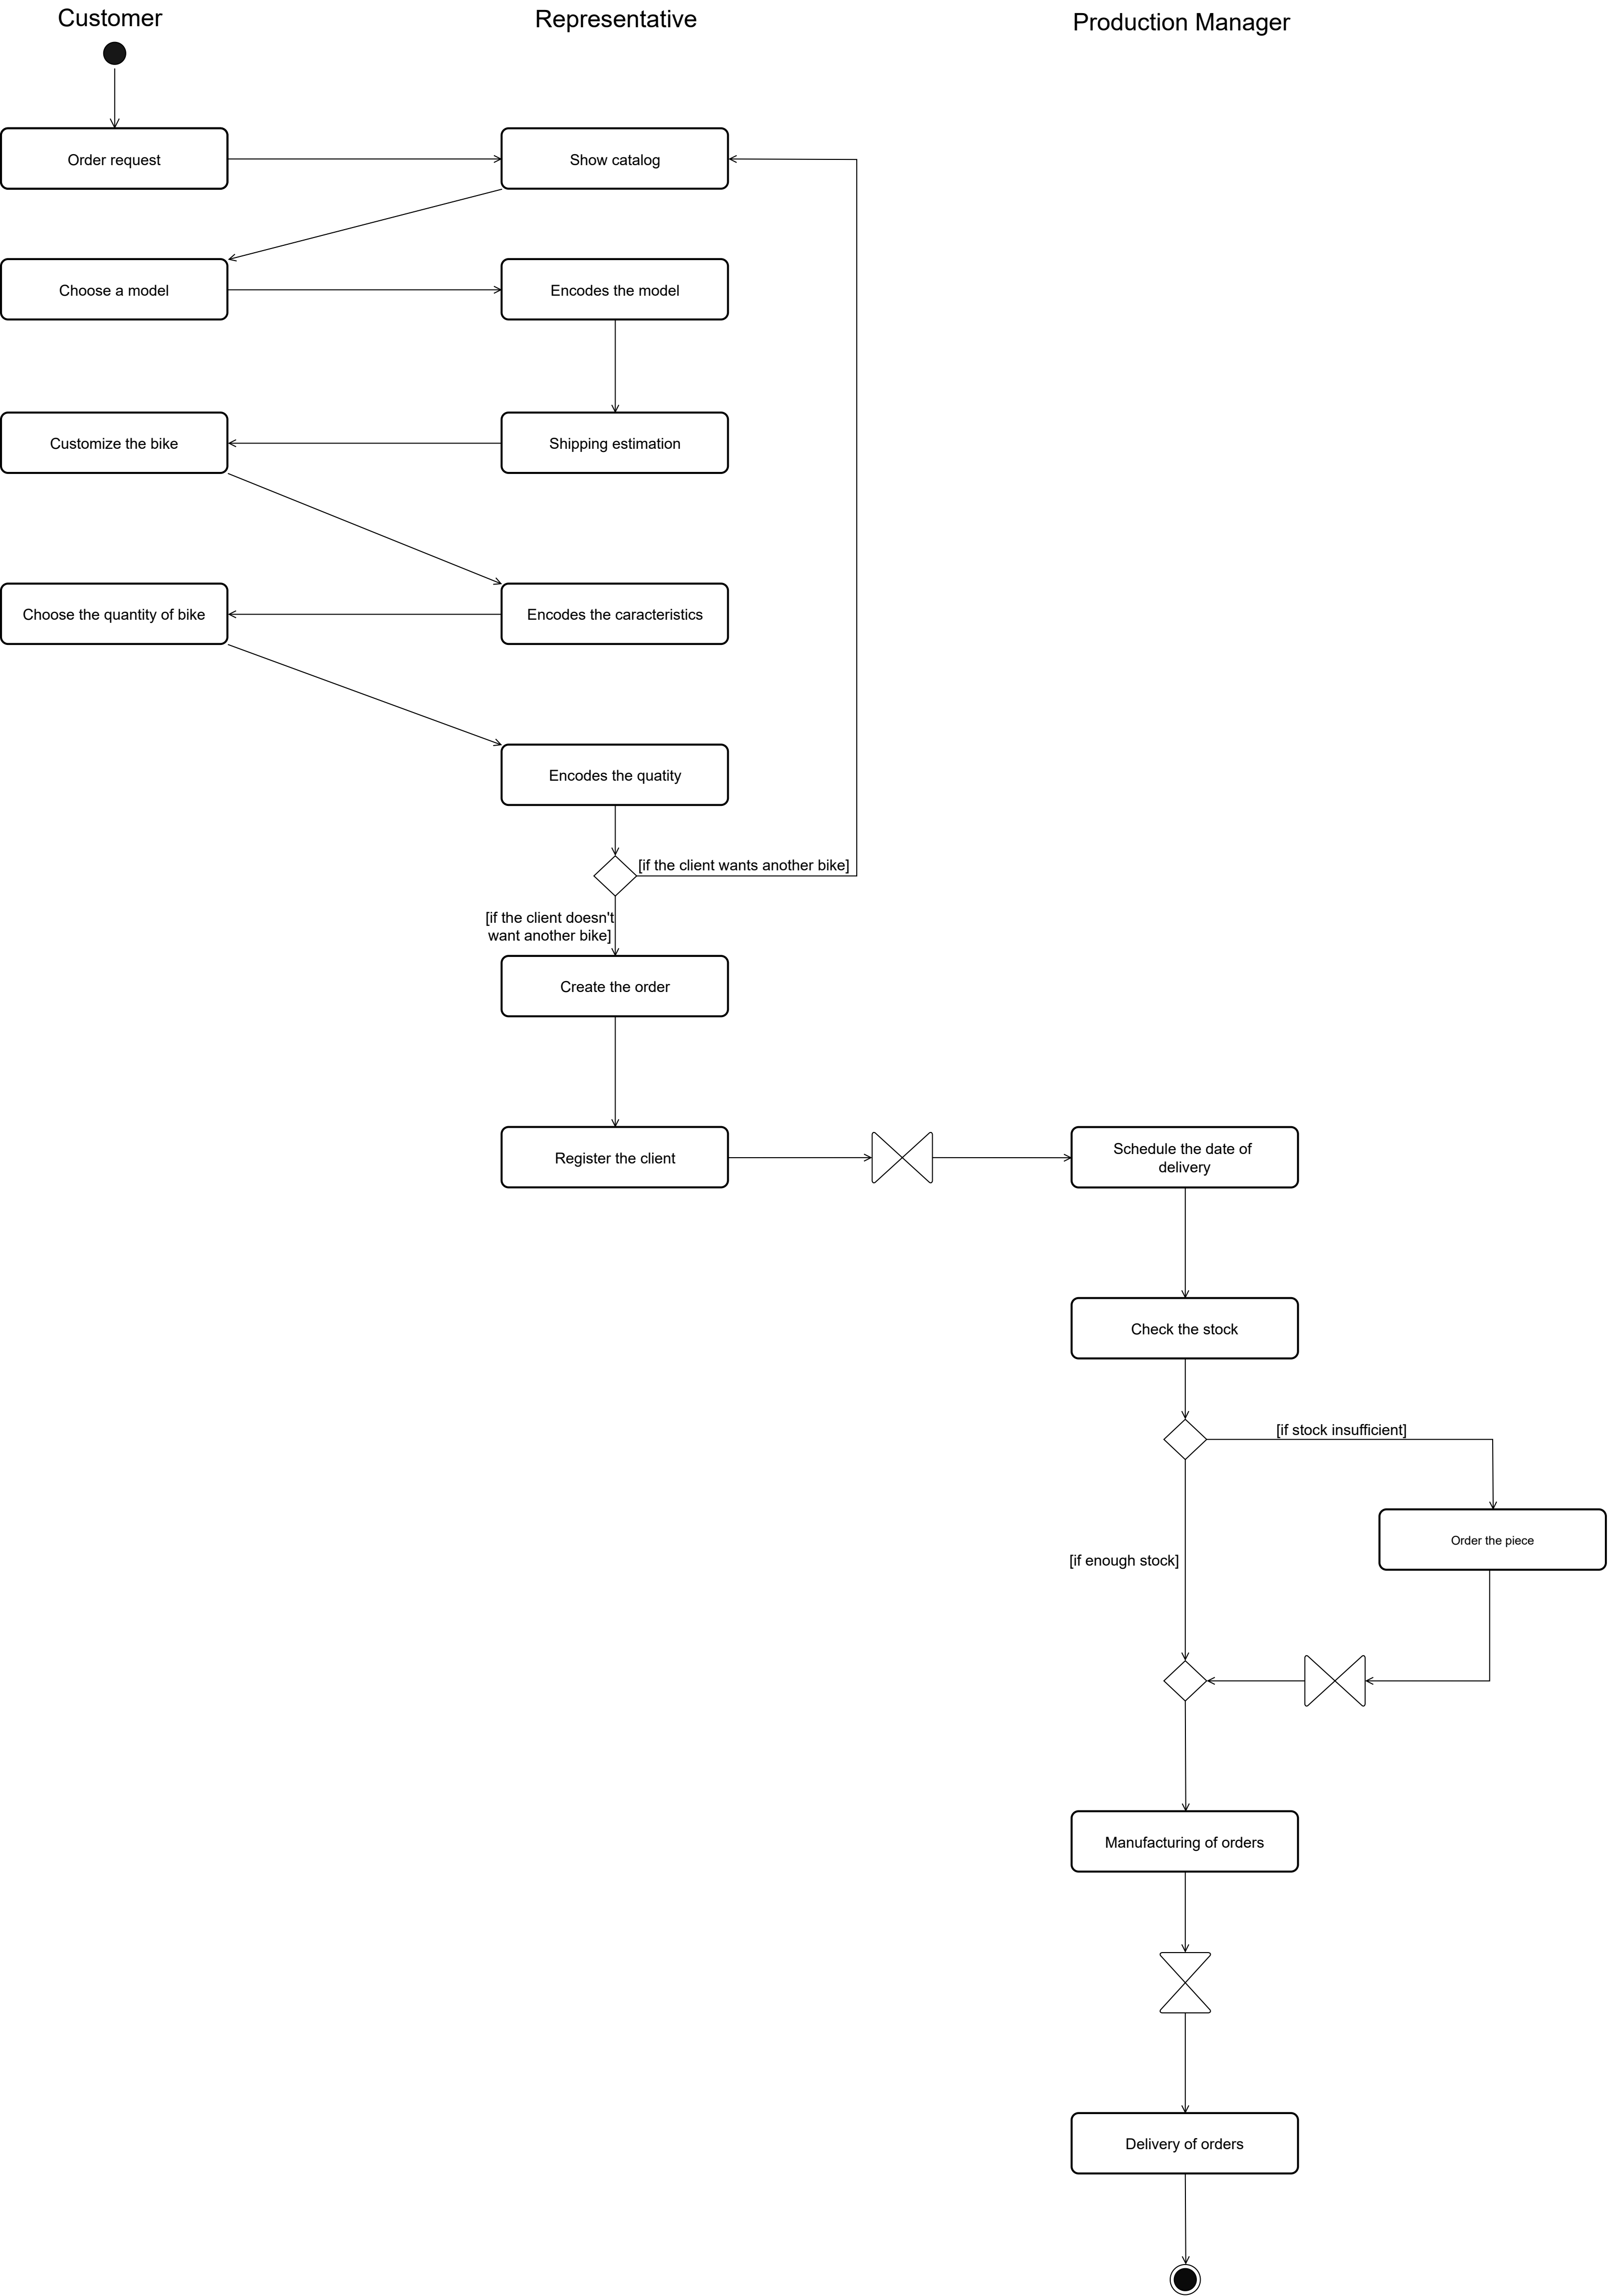 Customer
Representative
Production Manager
Order request
Show catalog
Choose a model
Encodes the model
Customize the bike
Shipping estimation
Choose the quantity of bike
Encodes the caracteristics
Encodes the quatity
[if the client wants another bike]
[if the client doesn't
want another bike]
Create the order
Register the client
Schedule the date of
delivery
Check the stock
[if stock insufficient]
Order the piece
[if enough stock]
Manufacturing of orders
Delivery of orders